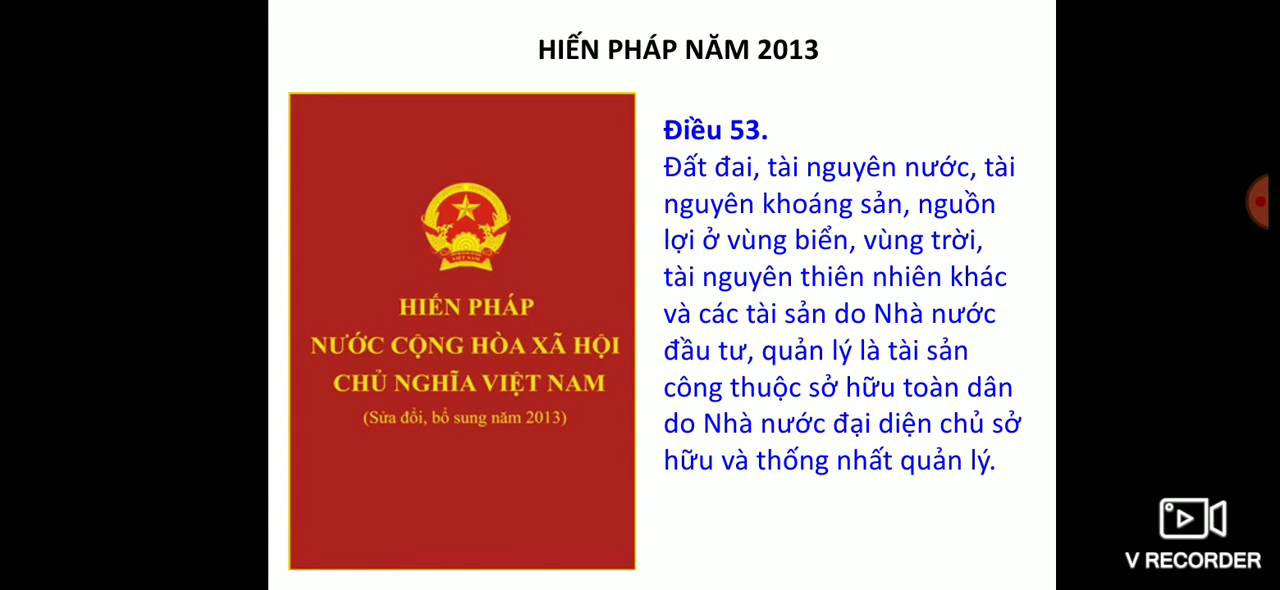 HIẾN PHÁP NĂM 2013
VIỆT NAM
HIẾN PHÁP
NƯỚC CỘNG HÒA XÃ HỘI
CHỦ NGHĨA VIỆT NAM
(Sửa đổi, bổ sung năm 2013)
Điều 53.
Đất đai, tài nguyên nước, tài
nguyên khoáng sản, nguồn
lợi ở vùng biển, vùng trời,
tài nguyên thiên nhiên khác
và các tài sản do Nhà nước
đầu tư, quản lý là tài sản
công thuộc sở hữu toàn dân
do Nhà nước đại diện chủ sở
hữu và thống nhất quản lý.
V RECORDER